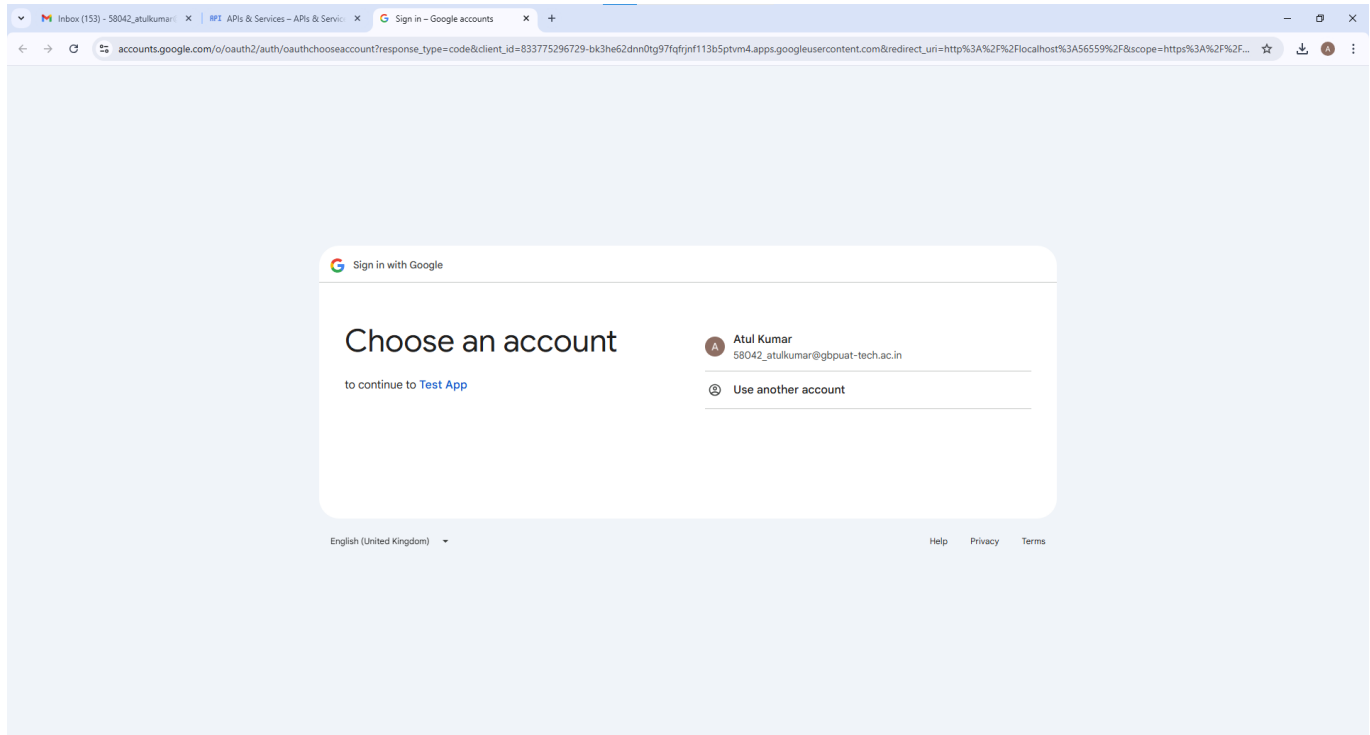 Inbox (153) - 58042_atulkumar@
API APIs & Services – APIs & Servic
Sign in – Google accounts
accounts.google.com/o/oauth2/auth/oauthchooseaccount?response_type=code&client_id=833775296729-bk3he62dnn0tg97fqfrjnf113b5ptvm4.apps.googleusercontent.com&redirect_uri=http%3A%2F%2Flocalhost%3A56559%2F&scope=https%3A%2F%2F...
A
Sign in with Google
Choose an account
to continue to Test App
A
Atul Kumar
58042_atulkumar@gbpuat-tech.ac.in
Use another account
English (United Kingdom)
Help Privacy Terms